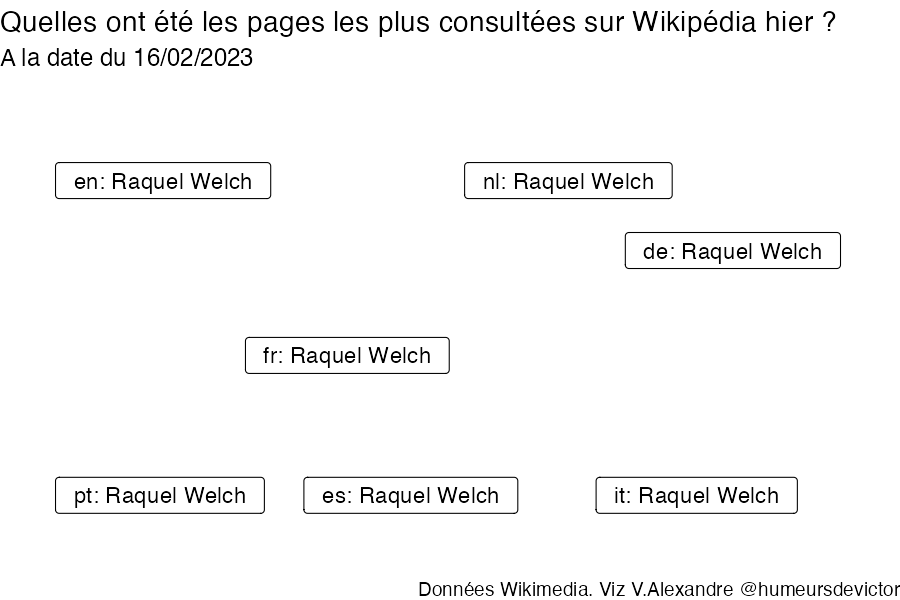 Quelles ont été les pages les plus consultées sur Wikipédia hier ?
A la date du 16/02/2023
en: Raquel Welch
nl: Raquel Welch
de: Raquel Welch
fr: Raquel Welch
pt: Raquel Welch
es: Raquel Welch
it: Raquel Welch
Données Wikimedia. Viz V.Alexandre @humeursdevictor